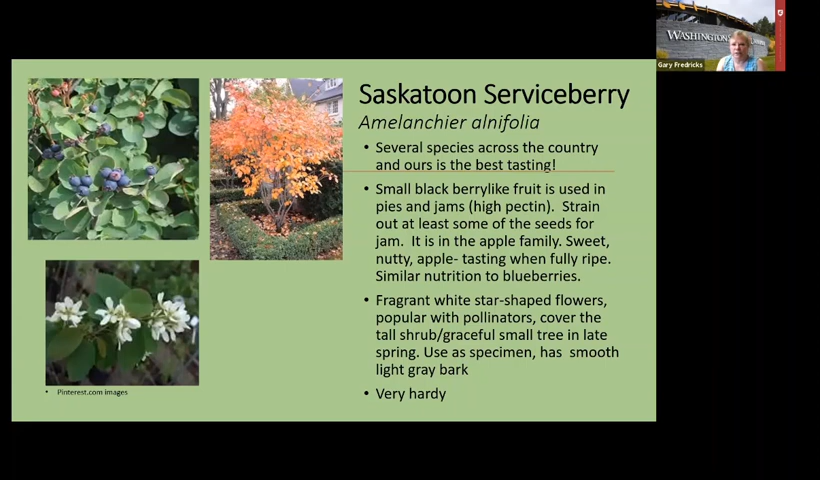 WASHINGTON
Gary Fredricks
Saskatoon Serviceberry
Amelanchier alnifolia
• Several species across the country
and ours is the best tasting!
• Small black berrylike fruit is used in
pies and jams (high pectin).  Strain
out at least some of the seeds for
jam.  It is in the apple family. Sweet,
nutty, apple- tasting when fully ripe.
Similar nutrition to blueberries.
• Fragrant white star-shaped flowers,
popular with pollinators, cover the
tall shrub/graceful small tree in late
spring. Use as specimen, has  smooth
light gray bark
• Very hardy
• Pinterest.com images